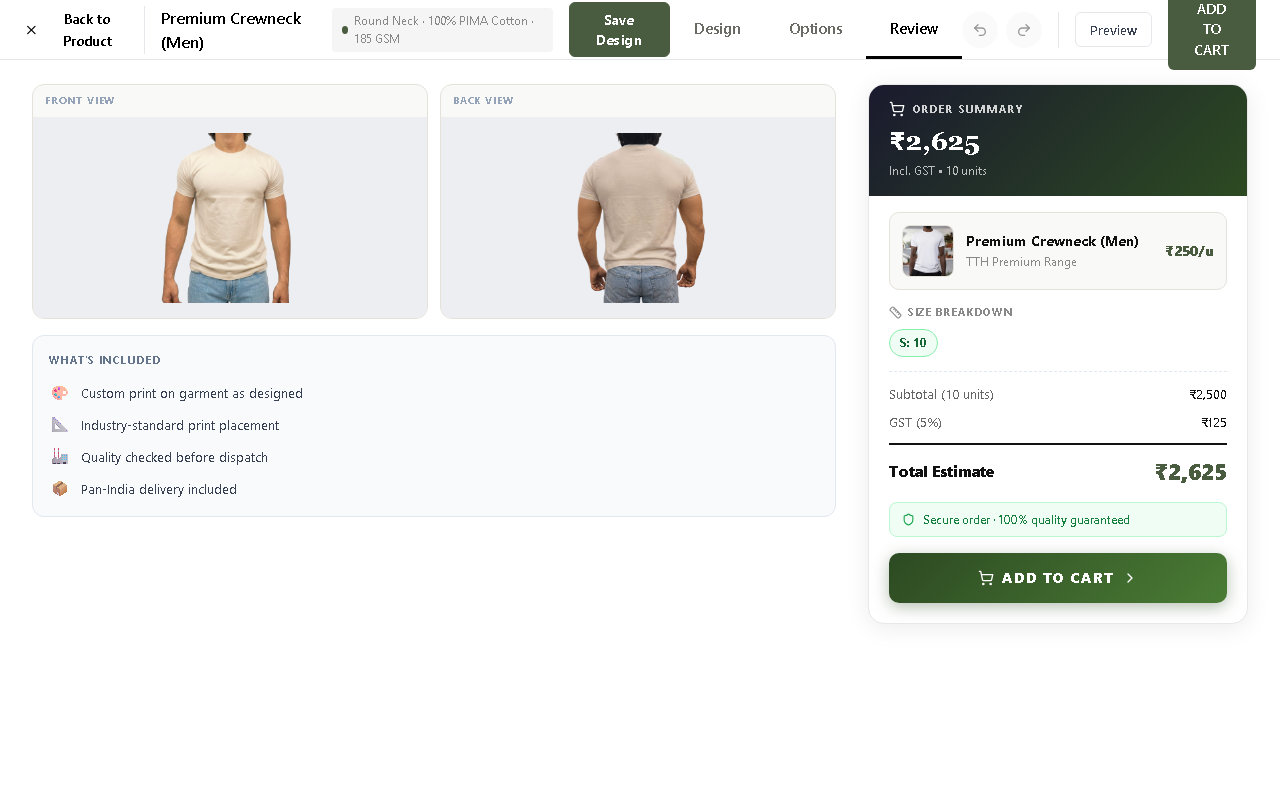 Back to
Product
Premium Crewneck
(Men)
Round Neck · 100% PIMA Cotton ·
185 GSM
Save
Design
Design
Options
Review
Preview
ADD
TO
CART
FRONT VIEW
BACK VIEW
WHAT'S INCLUDED
Custom print on garment as designed
Industry-standard print placement
Quality checked before dispatch
Pan-India delivery included
ORDER SUMMARY
₹2,625
Incl. GST • 10 units
Premium Crewneck (Men)
TTH Premium Range
₹250/u
SIZE BREAKDOWN
S: 10
Subtotal (10 units) ₹2,500
GST (5%) ₹125
Total Estimate ₹2,625
Secure order · 100% quality guaranteed
ADD TO CART